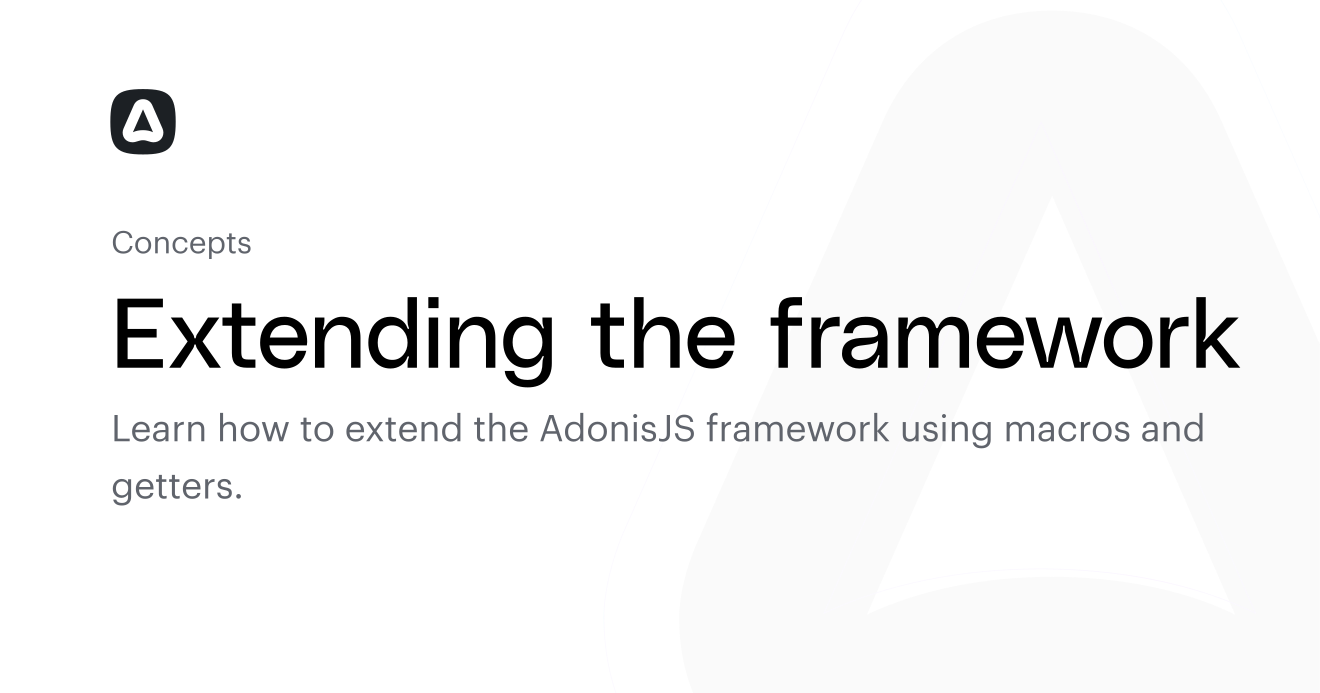 Concepts
Extending the framework
Learn how to extend the AdonisJS framework using macros and
getters.